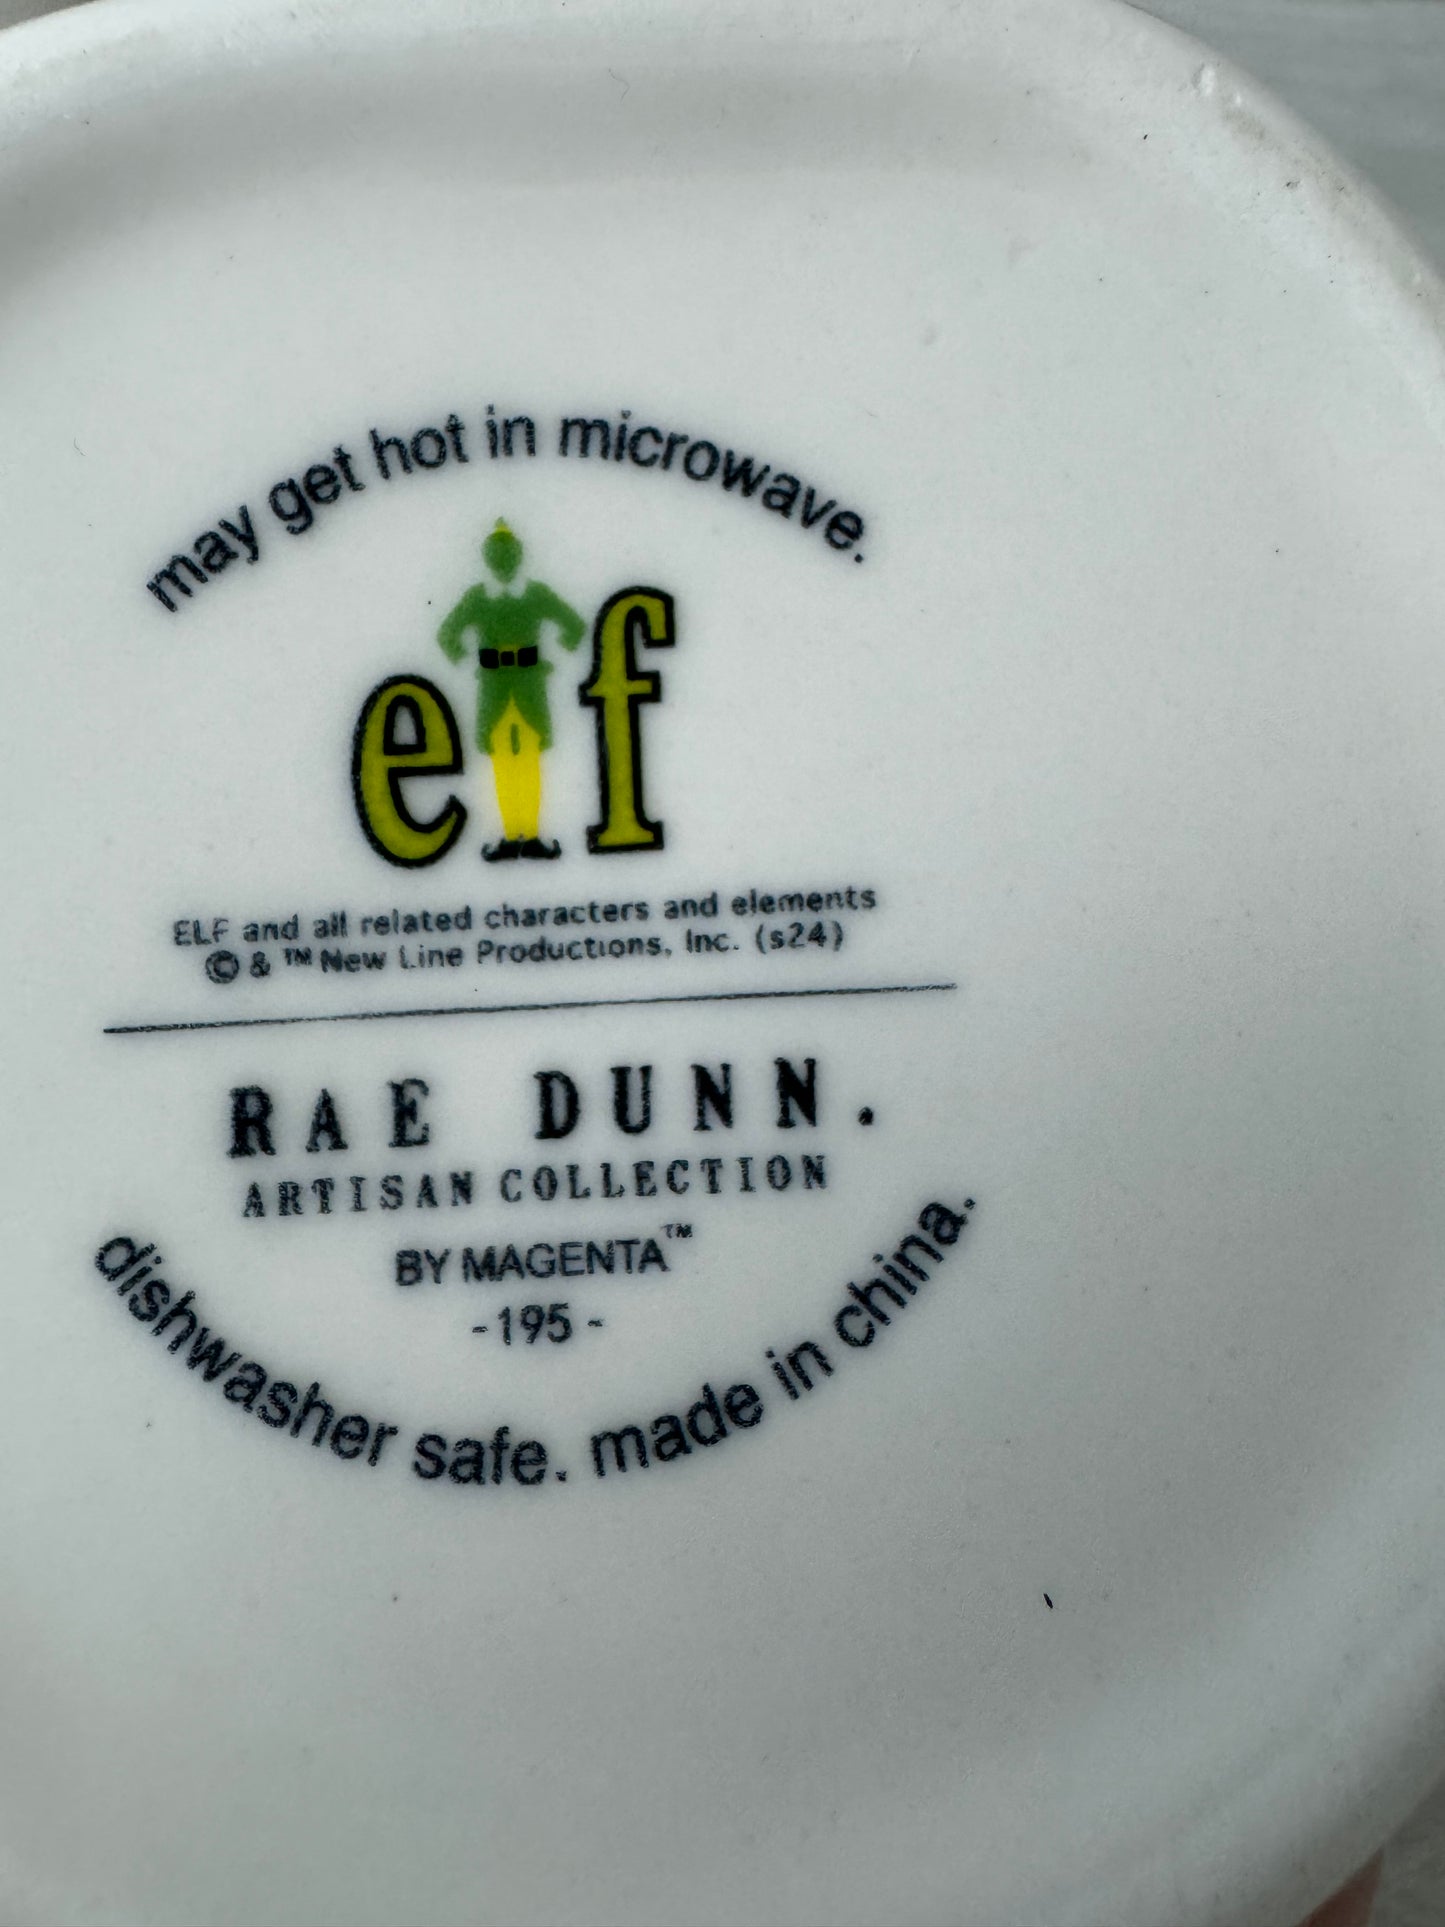 may get hot in microwave.
elf
ELF and all related characters and elements
© & ™ New Line Productions, Inc. (s24)
RAE DUNN.
ARTISAN COLLECTION
BY MAGENTA™
-195-
dishwasher safe. made in china.